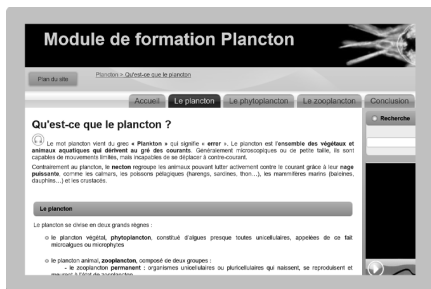 Module de formation Plancton
Plan du site
Plancton > Qu'est-ce que le plancton
Accueil Le plancton Le phytoplancton Le zooplancton Conclusion
Qu'est-ce que le plancton ?
Recherche
Le mot plancton vient du grec « Plankton » qui signifie « errer ». Le plancton est l'ensemble des végétaux et
animaux aquatiques qui dérivent au gré des courants. Généralement microscopiques ou de petite taille, ils sont
capables de mouvements limités, mais incapables de se déplacer à contre-courant.
Contrairement au plancton, le necton regroupe les animaux pouvant lutter activement contre le courant grâce à leur nage
puissante, comme les calmars, les poissons pélagiques (harengs, sardines, thon...), les mammifères marins (baleines,
dauphins...) et les crustacés.
Le plancton
Le plancton se divise en deux grands règnes :
o le plancton végétal, phytoplancton, constitué d'algues presque toutes unicellulaires, appelées de ce fait
microalgues ou microphytes
o le plancton animal, zooplancton, composé de deux groupes :
- le zooplancton permanent : organismes unicellulaires ou pluricellulaires qui naissent, se reproduisent et
meurent à l'état de zooplancton